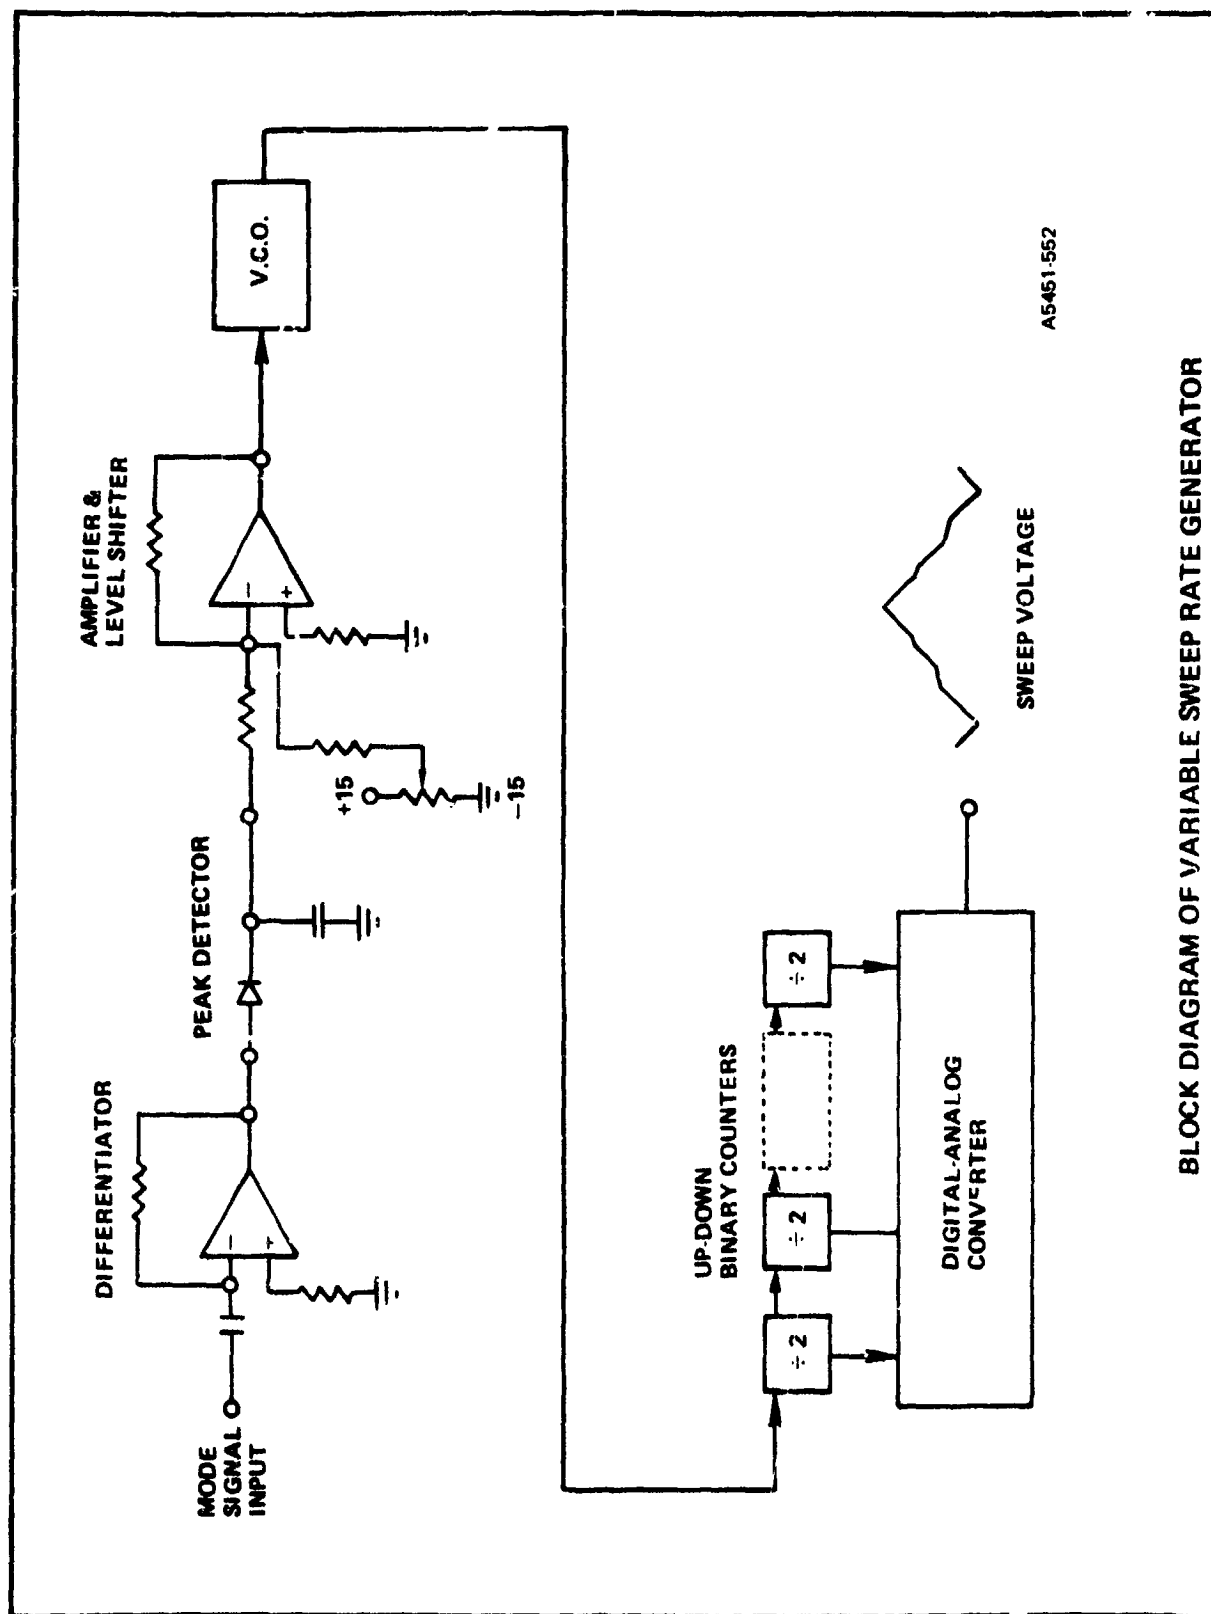 MODE
SIGNAL
INPUT
DIFFERENTIATOR
−
+
PEAK DETECTOR
+15
−15
AMPLIFIER &
LEVEL SHIFTER
−
+
V.C.O.
UP-DOWN
BINARY COUNTERS
÷ 2
÷ 2
÷ 2
DIGITAL-ANALOG
CONVERTER
SWEEP VOLTAGE
A5451-552
BLOCK DIAGRAM OF VARIABLE SWEEP RATE GENERATOR